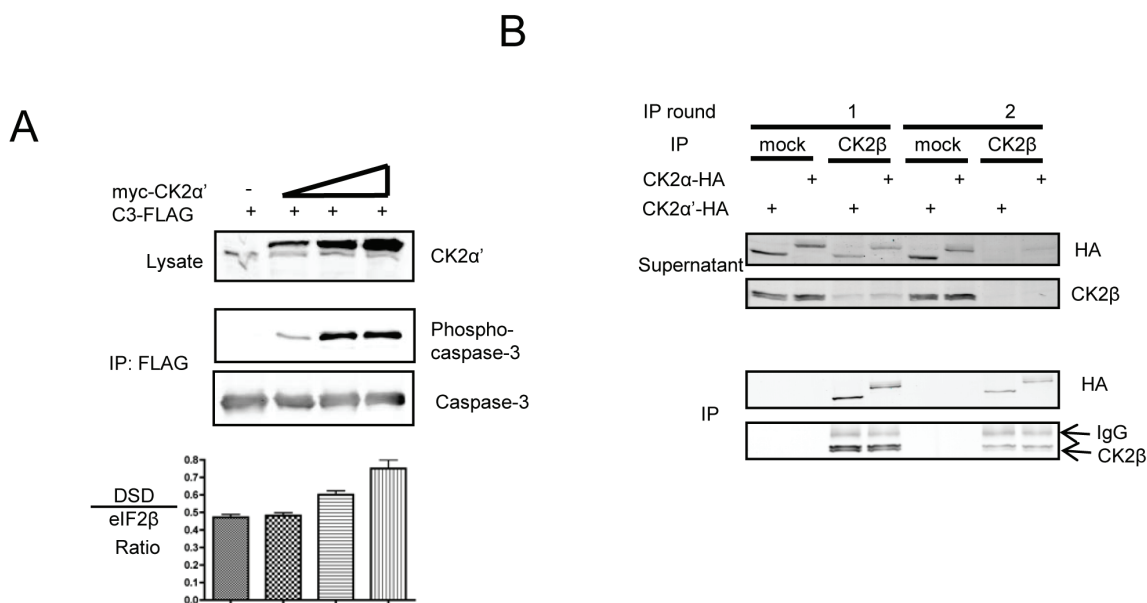 B
A
myc-CK2α’ -
C3-FLAG + + + +
Lysate
CK2α’
IP: FLAG
Phospho-
caspase-3
Caspase-3
DSD
eIF2β
Ratio
0.8
0.7
0.6
0.5
0.4
0.3
0.2
0.1
0.0
IP round 1 2
IP mock CK2β mock CK2β
CK2α-HA + + + +
CK2α’-HA + + + +
Supernatant
HA
CK2β
IP
HA
IgG
CK2β